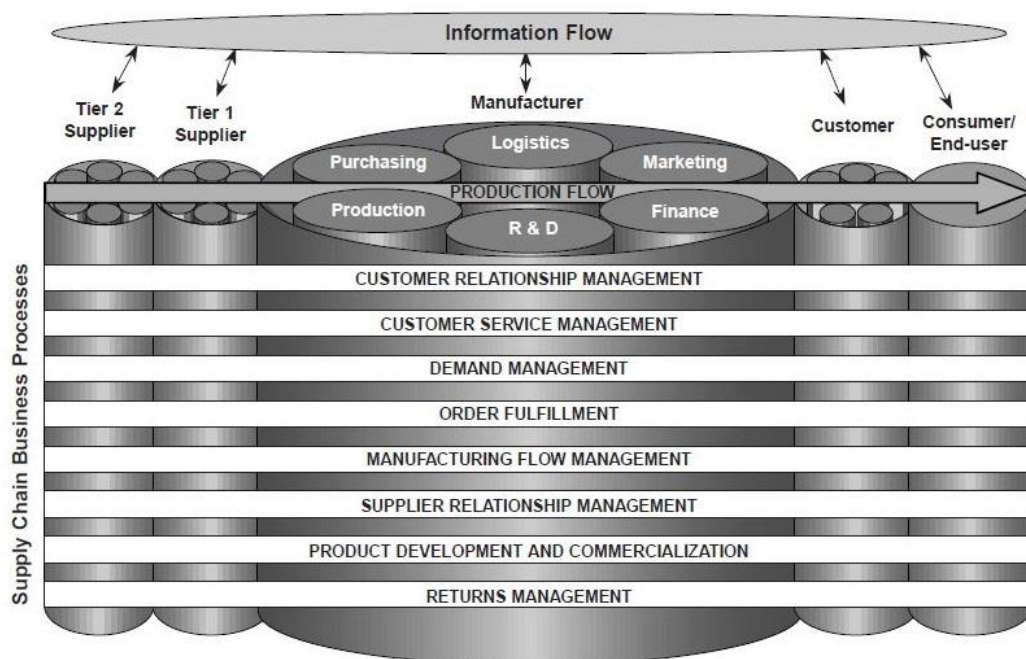 Information Flow
Tier 2
Supplier
Tier 1
Supplier
Manufacturer
Customer
Consumer/
End-user
Logistics
Purchasing
Marketing
PRODUCTION FLOW
Production
Finance
R & D
Supply Chain Business Processes
CUSTOMER RELATIONSHIP MANAGEMENT
CUSTOMER SERVICE MANAGEMENT
DEMAND MANAGEMENT
ORDER FULFILLMENT
MANUFACTURING FLOW MANAGEMENT
SUPPLIER RELATIONSHIP MANAGEMENT
PRODUCT DEVELOPMENT AND COMMERCIALIZATION
RETURNS MANAGEMENT